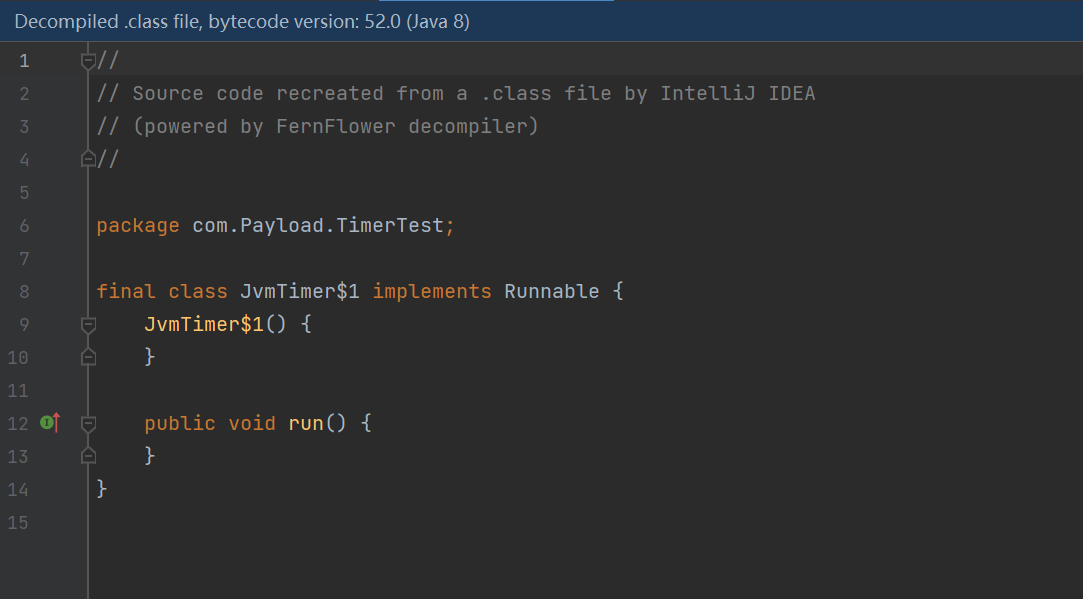 Decompiled .class file, bytecode version: 52.0 (Java 8)
1 //
2 // Source code recreated from a .class file by IntelliJ IDEA
3 // (powered by FernFlower decompiler)
4 //
5
6 package com.Payload.TimerTest;
7
8 final class JvmTimer$1 implements Runnable {
9     JvmTimer$1() {
10     }
11
12     public void run() {
13     }
14 }
15